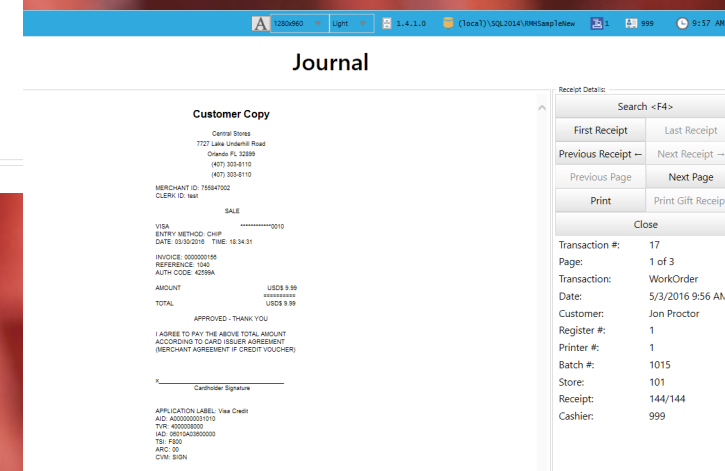 A 1280x960 Light 1.4.1.0 (local)\SQL2014\RMHSampleNew 1 999 9:57 AM
Journal
Customer Copy
Central Stores
7727 Lake Underhill Road
Orlando FL 32899
(407) 303-8110
(407) 303-8110
MERCHANT ID: 755847002
CLERK ID: test
SALE
VISA ************0010
ENTRY METHOD: CHIP
DATE: 03/30/2016 TIME: 18:34:31
INVOICE: 0000000166
REFERENCE: 1040
AUTH CODE: 42599A
AMOUNT USD$ 9.99
==========
TOTAL USD$ 9.99
APPROVED - THANK YOU
I AGREE TO PAY THE ABOVE TOTAL AMOUNT
ACCORDING TO CARD ISSUER AGREEMENT
(MERCHANT AGREEMENT IF CREDIT VOUCHER)
x
Cardholder Signature
APPLICATION LABEL: Visa Credit
AID: A0000000031010
TVR: 4000008000
IAD: 06010A03600000
TSI: F800
ARC: 00
CVM: SIGN
Receipt Details:
Search <F4>
First Receipt Last Receipt
Previous Receipt ← Next Receipt →
Previous Page Next Page
Print Print Gift Receip
Close
Transaction #: 17
Page: 1 of 3
Transaction: WorkOrder
Date: 5/3/2016 9:56 AM
Customer: Jon Proctor
Register #: 1
Printer #: 1
Batch #: 1015
Store: 101
Receipt: 144/144
Cashier: 999